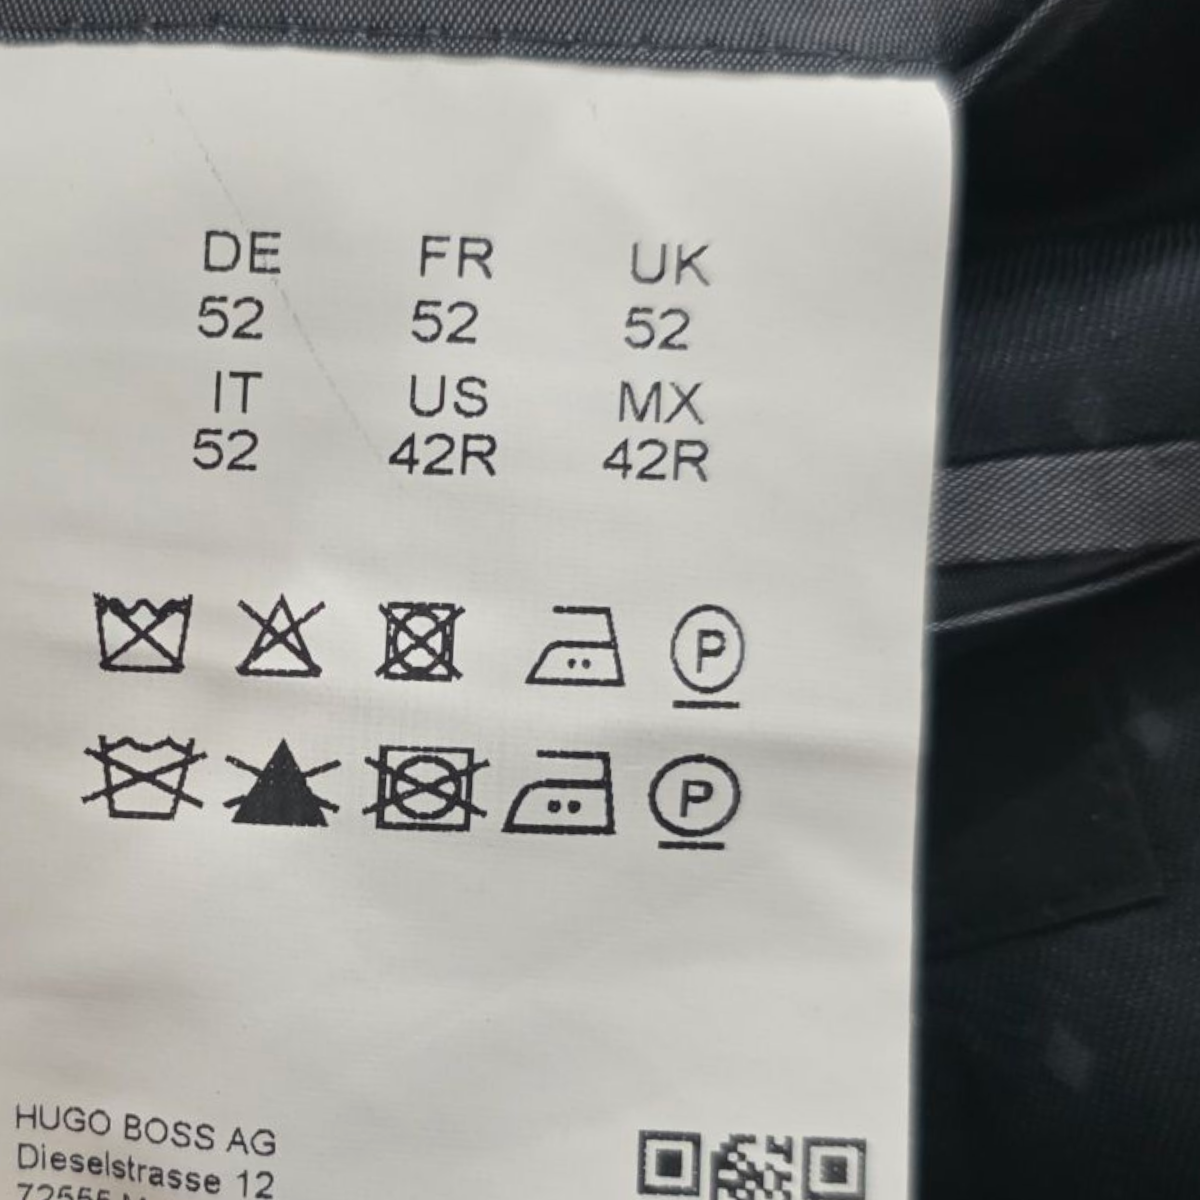 DE FR UK
52 52 52
IT US MX
52 42R 42R
P
P
HUGO BOSS AG
Dieselstrasse 12